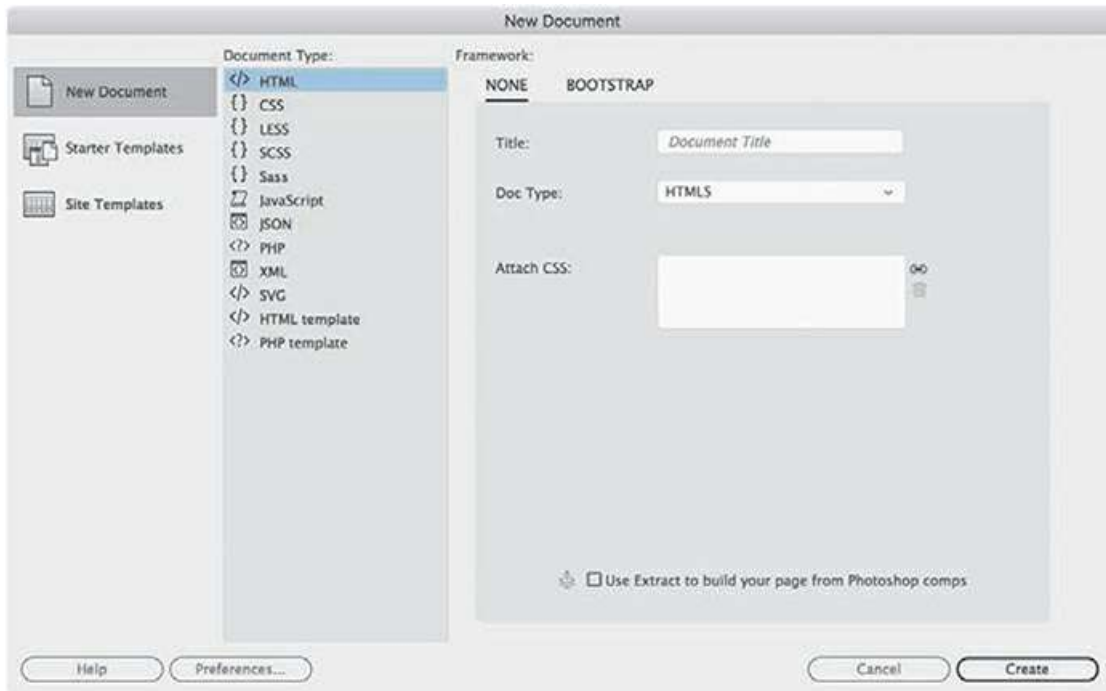 New Document
New Document
Starter Templates
Site Templates
Document Type:
</> HTML
{} CSS
{} LESS
{} SCSS
{} Sass
JavaScript
JSON
<?> PHP
XML
</> SVG
</> HTML template
<?> PHP template
Framework:
NONE BOOTSTRAP
Title: Document Title
Doc Type: HTML5
Attach CSS:
Use Extract to build your page from Photoshop comps
Help Preferences... Cancel Create